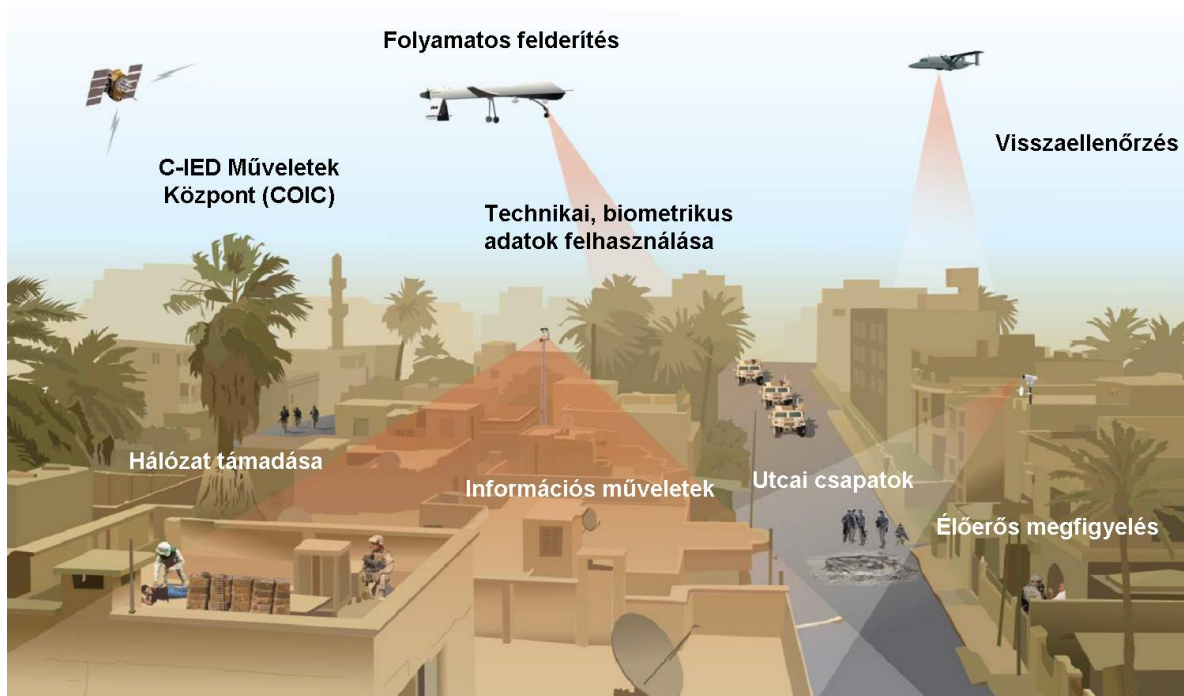 Folyamatos felderítés
Visszaellenőrzés
C-IED Műveletek
Központ (COIC)
Technikai, biometrikus
adatok felhasználása
Hálózat támadása
Információs műveletek
Utcai csapatok
Élőerős megfigyelés